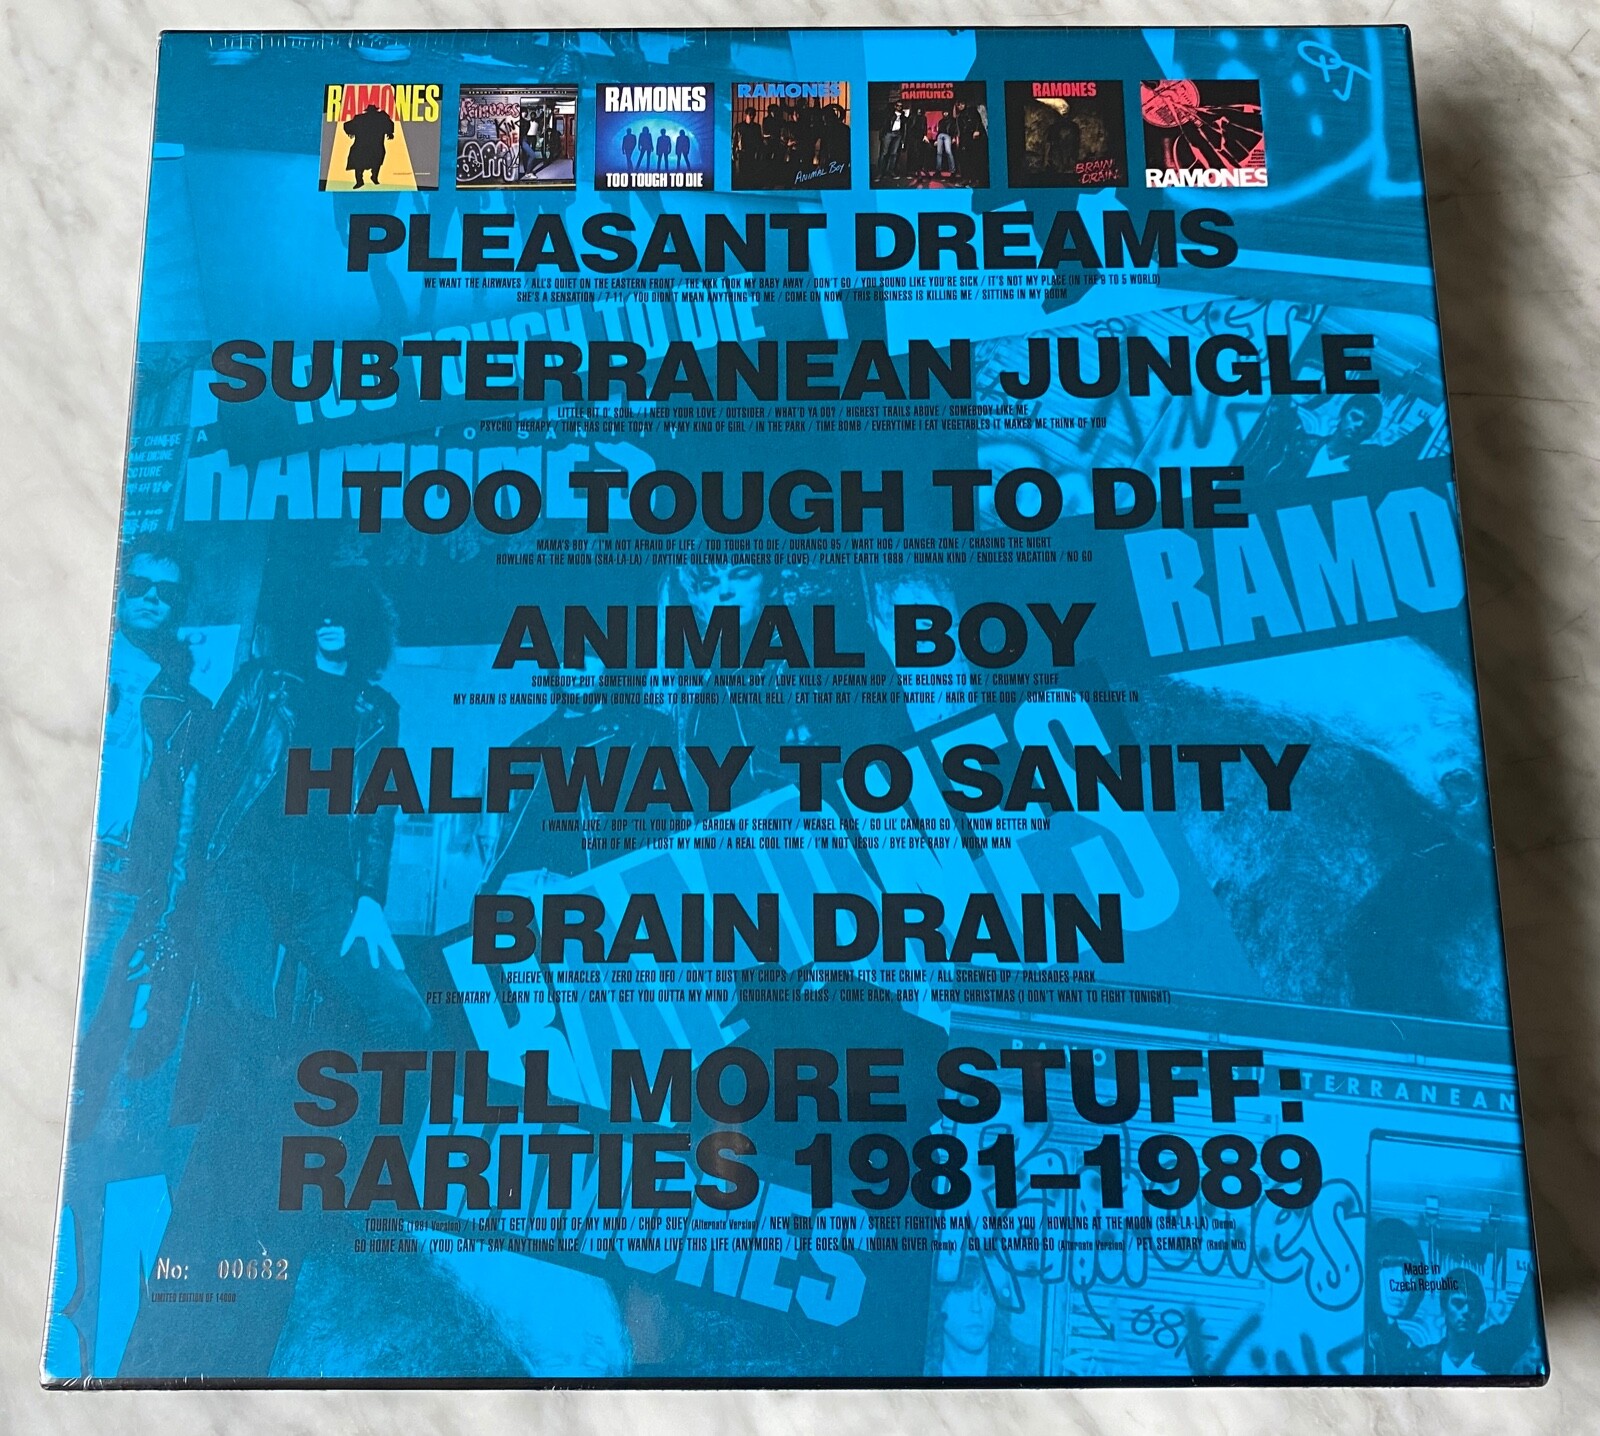 RAMONES
RAMONES
TOO TOUGH TO DIE
RAMONES
ANIMAL BOY
RAMONES
RAMONES
BRAIN DRAIN
RAMONES
PLEASANT DREAMS
WE WANT THE AIRWAVES / ALL'S QUIET ON THE EASTERN FRONT / THE KKK TOOK MY BABY AWAY / DON'T GO / YOU SOUND LIKE YOU'RE SICK / IT'S NOT MY PLACE (IN THE 9 TO 5 WORLD)
SHE'S A SENSATION / 7-11 / YOU DIDN'T MEAN ANYTHING TO ME / COME ON NOW / THIS BUSINESS IS KILLING ME / SITTING IN MY ROOM
TOO TOUGH TO DIE
SUBTERRANEAN JUNGLE
LITTLE BIT O' SOUL / I NEED YOUR LOVE / OUTSIDER / WHAT'D YA DO? / HIGHEST TRAILS ABOVE / SOMEBODY LIKE ME
PSYCHO THERAPY / TIME HAS COME TODAY / MY-MY KIND OF GIRL / IN THE PARK / TIME BOMB / EVERYTIME I EAT VEGETABLES IT MAKES ME THINK OF YOU
RAMONES
TOO TOUGH TO DIE
MAMA'S BOY / I'M NOT AFRAID OF LIFE / TOO TOUGH TO DIE / DURANGO 95 / WART HOG / DANGER ZONE / CHASING THE NIGHT
HOWLING AT THE MOON (SHA-LA-LA) / DAYTIME DILEMMA (DANGERS OF LOVE) / PLANET EARTH 1988 / HUMAN KIND / ENDLESS VACATION / NO GO
RAMO
ANIMAL BOY
SOMEBODY PUT SOMETHING IN MY DRINK / ANIMAL BOY / LOVE KILLS / APEMAN HOP / SHE BELONGS TO ME / CRUMMY STUFF
MY BRAIN IS HANGING UPSIDE DOWN (BONZO GOES TO BITBURG) / MENTAL HELL / EAT THAT RAT / FREAK OF NATURE / HAIR OF THE DOG / SOMETHING TO BELIEVE IN
HALFWAY TO SANITY
I WANNA LIVE / BOP 'TIL YOU DROP / GARDEN OF SERENITY / WEASEL FACE / GO LIL' CAMARO GO / I KNOW BETTER NOW
DEATH OF ME / I LOST MY MIND / A REAL COOL TIME / I'M NOT JESUS / BYE BYE BABY / WORM MAN
RAMONES
BRAIN DRAIN
I BELIEVE IN MIRACLES / ZERO ZERO UFO / DON'T BUST MY CHOPS / PUNISHMENT FITS THE CRIME / ALL SCREWED UP / PALISADES PARK
PET SEMATARY / LEARN TO LISTEN / CAN'T GET YOU OUTTA MY MIND / IGNORANCE IS BLISS / COME BACK, BABY / MERRY CHRISTMAS (I DON'T WANT TO FIGHT TONIGHT)
STILL MORE STUFF:
TERRANEAN
RARITIES 1981–1989
RAMONES
TOURING (1981 Version) / I CAN'T GET YOU OUT OF MY MIND / CHOP SUEY (Alternate Version) / NEW GIRL IN TOWN / STREET FIGHTING MAN / SMASH YOU / HOWLING AT THE MOON (SHA-LA-LA) (Demo)
GO HOME ANN / (YOU) CAN'T SAY ANYTHING NICE / I DON'T WANNA LIVE THIS LIFE (ANYMORE) / LIFE GOES ON / INDIAN GIVER (Remix) / GO LIL' CAMARO GO (Alternate Version) / PET SEMATARY (Radio Mix)
No: 00682
LIMITED EDITION OF 14000
Made in
Czech Republic